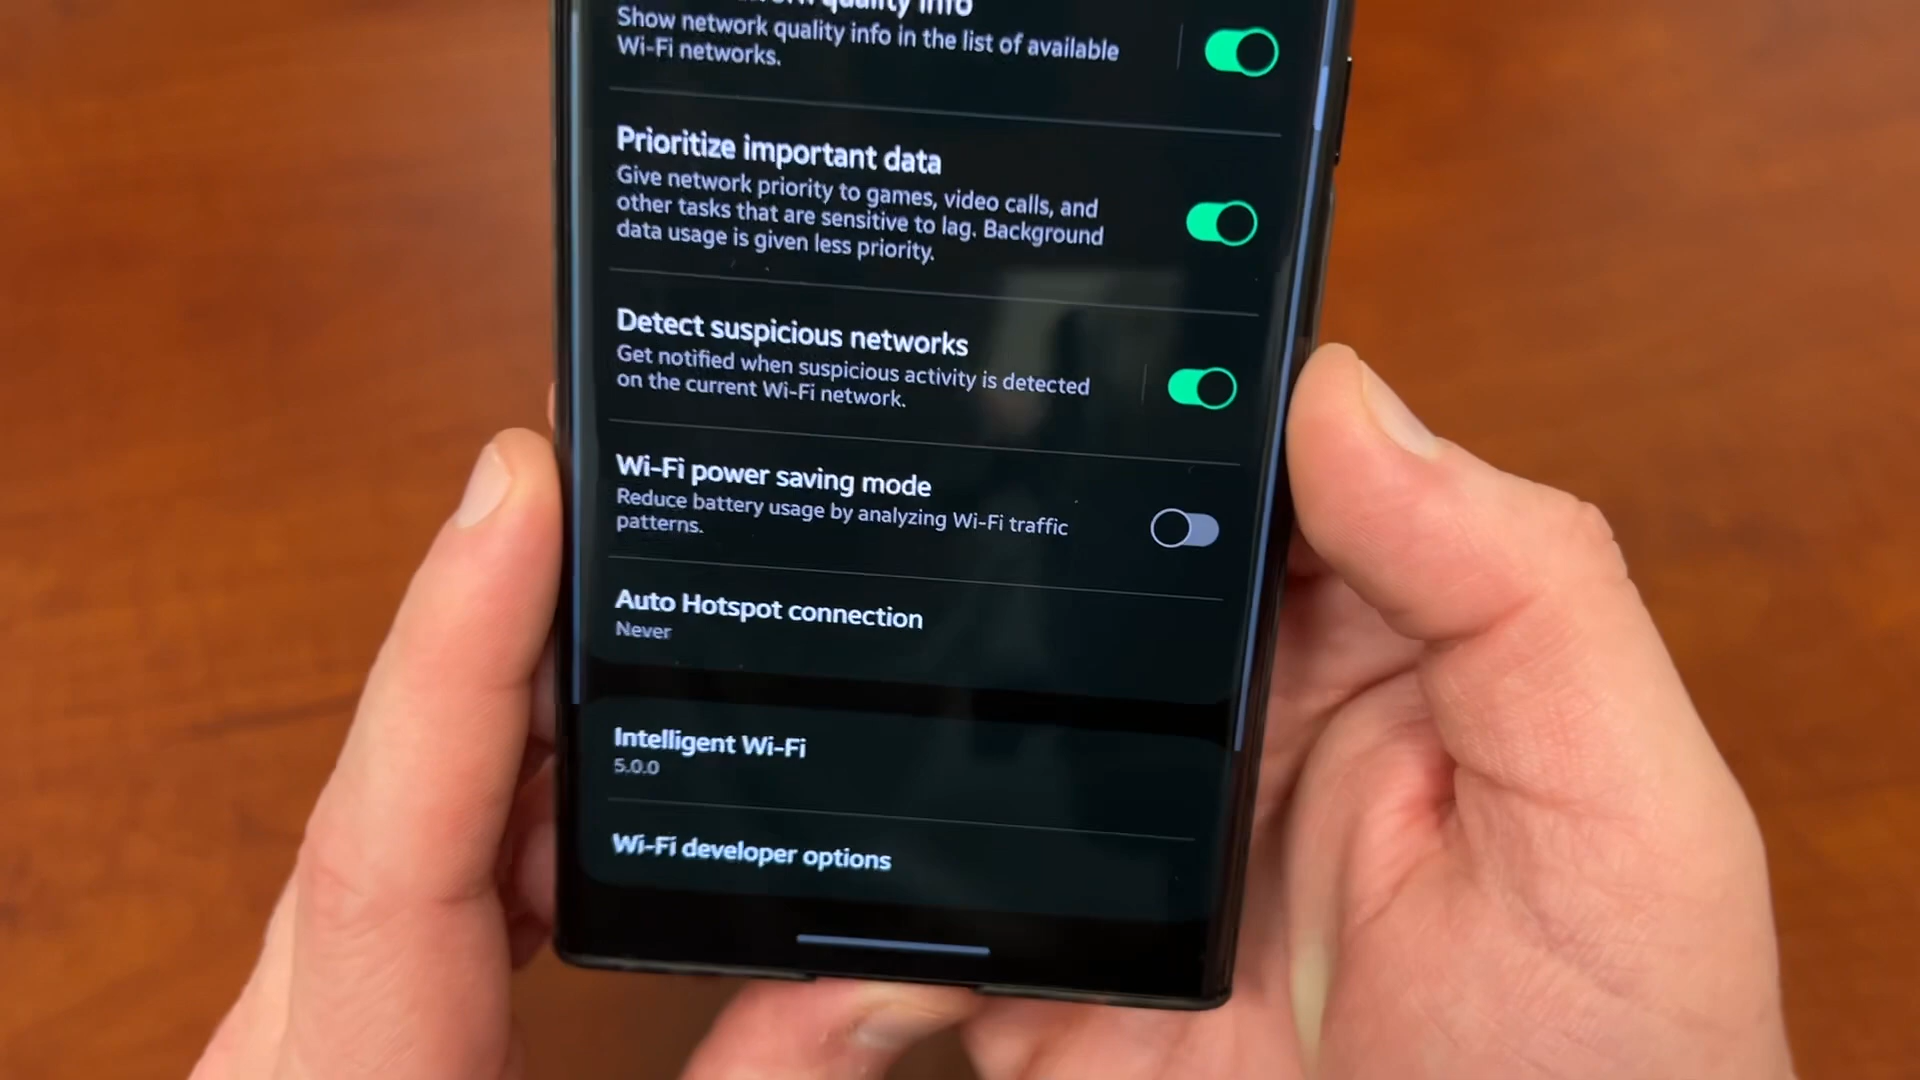 quality info
Show network quality info in the list of available
Wi-Fi networks.
Prioritize important data
Give network priority to games, video calls, and
other tasks that are sensitive to lag. Background
data usage is given less priority.
Detect suspicious networks
Get notified when suspicious activity is detected
on the current Wi-Fi network.
Wi-Fi power saving mode
Reduce battery usage by analyzing Wi-Fi traffic
patterns.
Auto Hotspot connection
Never
Intelligent Wi-Fi
5.0.0
Wi-Fi developer options